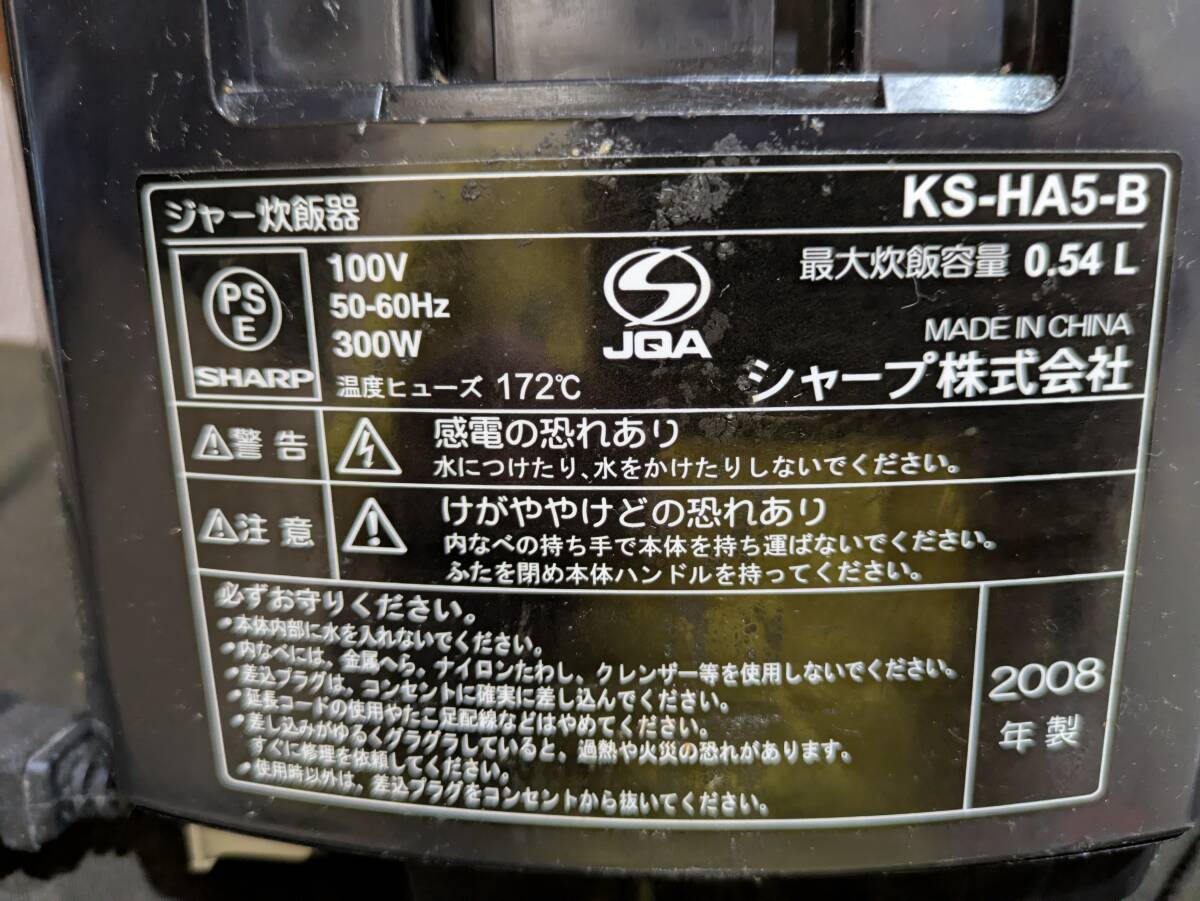 ジャー炊飯器
KS-HA5-B
PS
E
SHARP
100V
50-60Hz
300W
温度ヒューズ 172℃
JQA
最大炊飯容量 0.54 L
MADE IN CHINA
シャープ株式会社
警告
感電の恐れあり
水につけたり、水をかけたりしないでください。
注意
けがややけどの恐れあり
内なべの持ち手で本体を持ち運ばないでください。
ふたを閉め本体ハンドルを持ってください。
必ずお守りください。
・本体内部に水を入れないでください。
・内なべには、金属へら、ナイロンたわし、クレンザー等を使用しないでください。
・差込プラグは、コンセントに確実に差し込んでください。
・延長コードの使用やたこ足配線などはやめてください。
・差し込みがゆるくグラグラしていると、過熱や火災の恐れがあります。
すぐに修理を依頼してください。
・使用時以外は、差込プラグをコンセントから抜いてください。
2008
年製